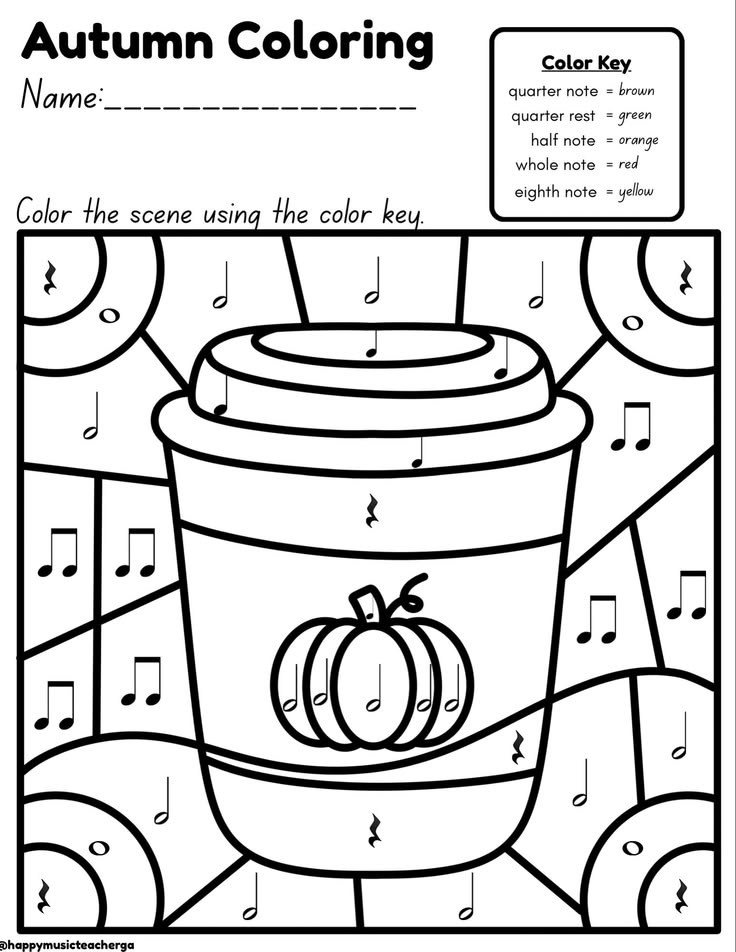 Autumn Coloring
Name:________________
Color Key
quarter note = brown
quarter rest = green
half note = orange
whole note = red
eighth note = yellow
Color the scene using the color key.
@happymusicteacherga